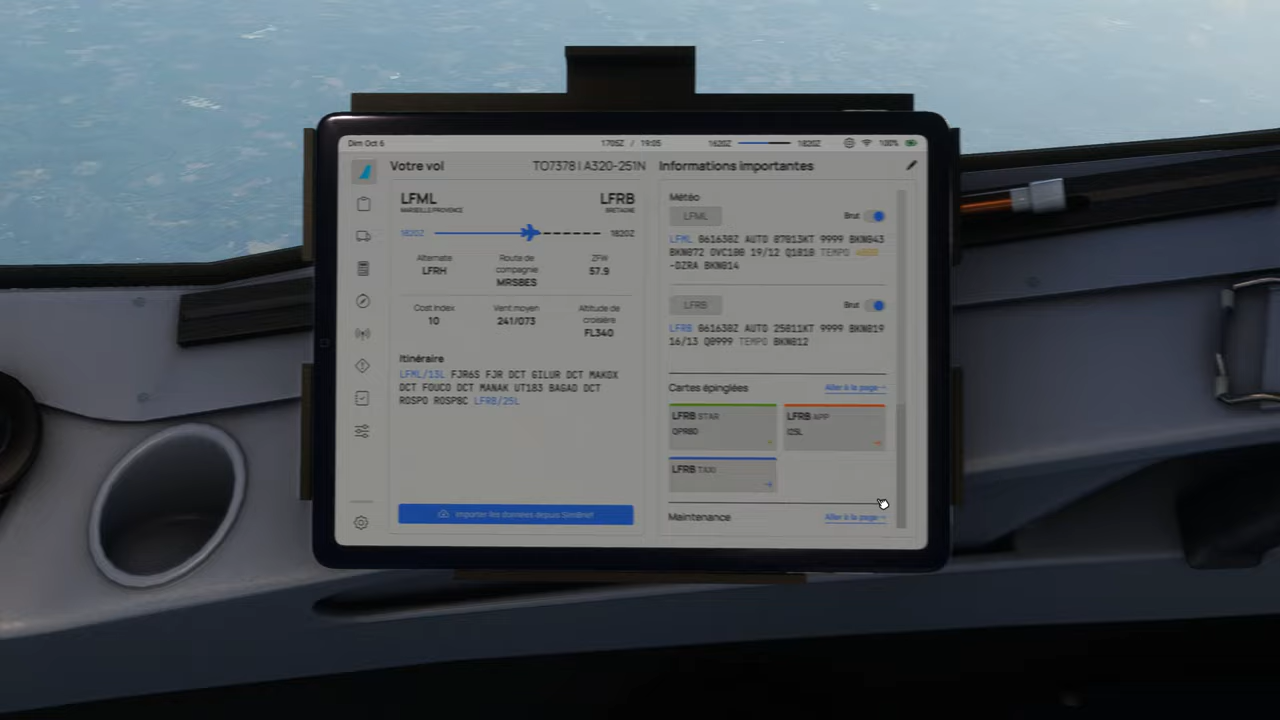 Dim Oct 6
1705Z / 19:05
1620Z
1820Z
100%
Votre vol
TO7378 | A320-251N
LFML
LFRB
MARSEILLE PROVENCE
BRETAGNE
1820Z
1820Z
Alternate
LFRH
Route de compagnie
MRSBES
ZFW
57.9
Cost Index
10
Vent moyen
241/073
Altitude de croisière
FL340
Itinéraire
LFML/13L FJR6S FJR DCT GILUR DCT MAKOX
DCT FOUCO DCT MANAK UT183 BAGAD DCT
ROSPO ROSP8C LFRB/25L
Importer les données depuis SimBrief
Informations importantes
Météo
LFML
Brut
LFML 061630Z AUTO 07013KT 9999 BKN043
BKN072 OVC100 19/12 Q1010 TEMPO
-DZRA BKN014
LFRB
Brut
LFRB 061630Z AUTO 25011KT 9999 BKN019
16/13 Q0999 TEMPO BKN012
Cartes épinglées
Aller à la page
LFRB STAR
LFRB APP
LFRB TAXI
Maintenance
Aller à la page